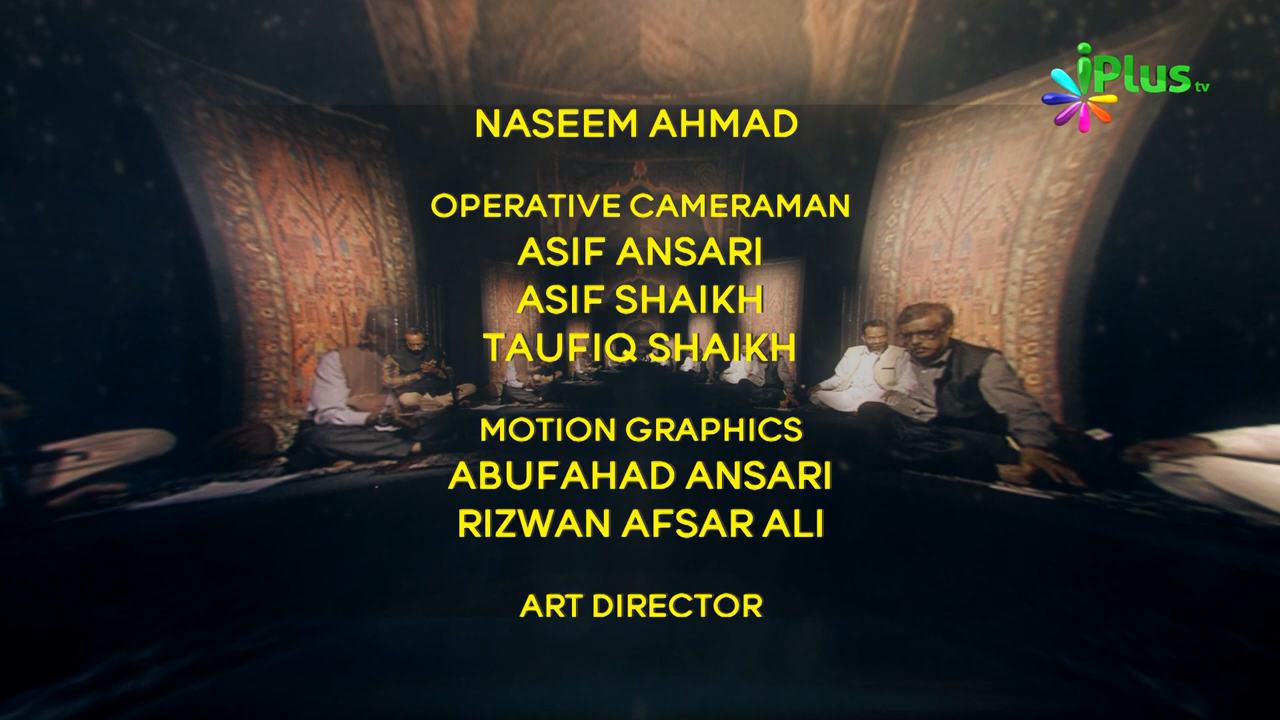 iPlus tv
NASEEM AHMAD
OPERATIVE CAMERAMAN
ASIF ANSARI
ASIF SHAIKH
TAUFIQ SHAIKH
MOTION GRAPHICS
ABUFAHAD ANSARI
RIZWAN AFSAR ALI
ART DIRECTOR